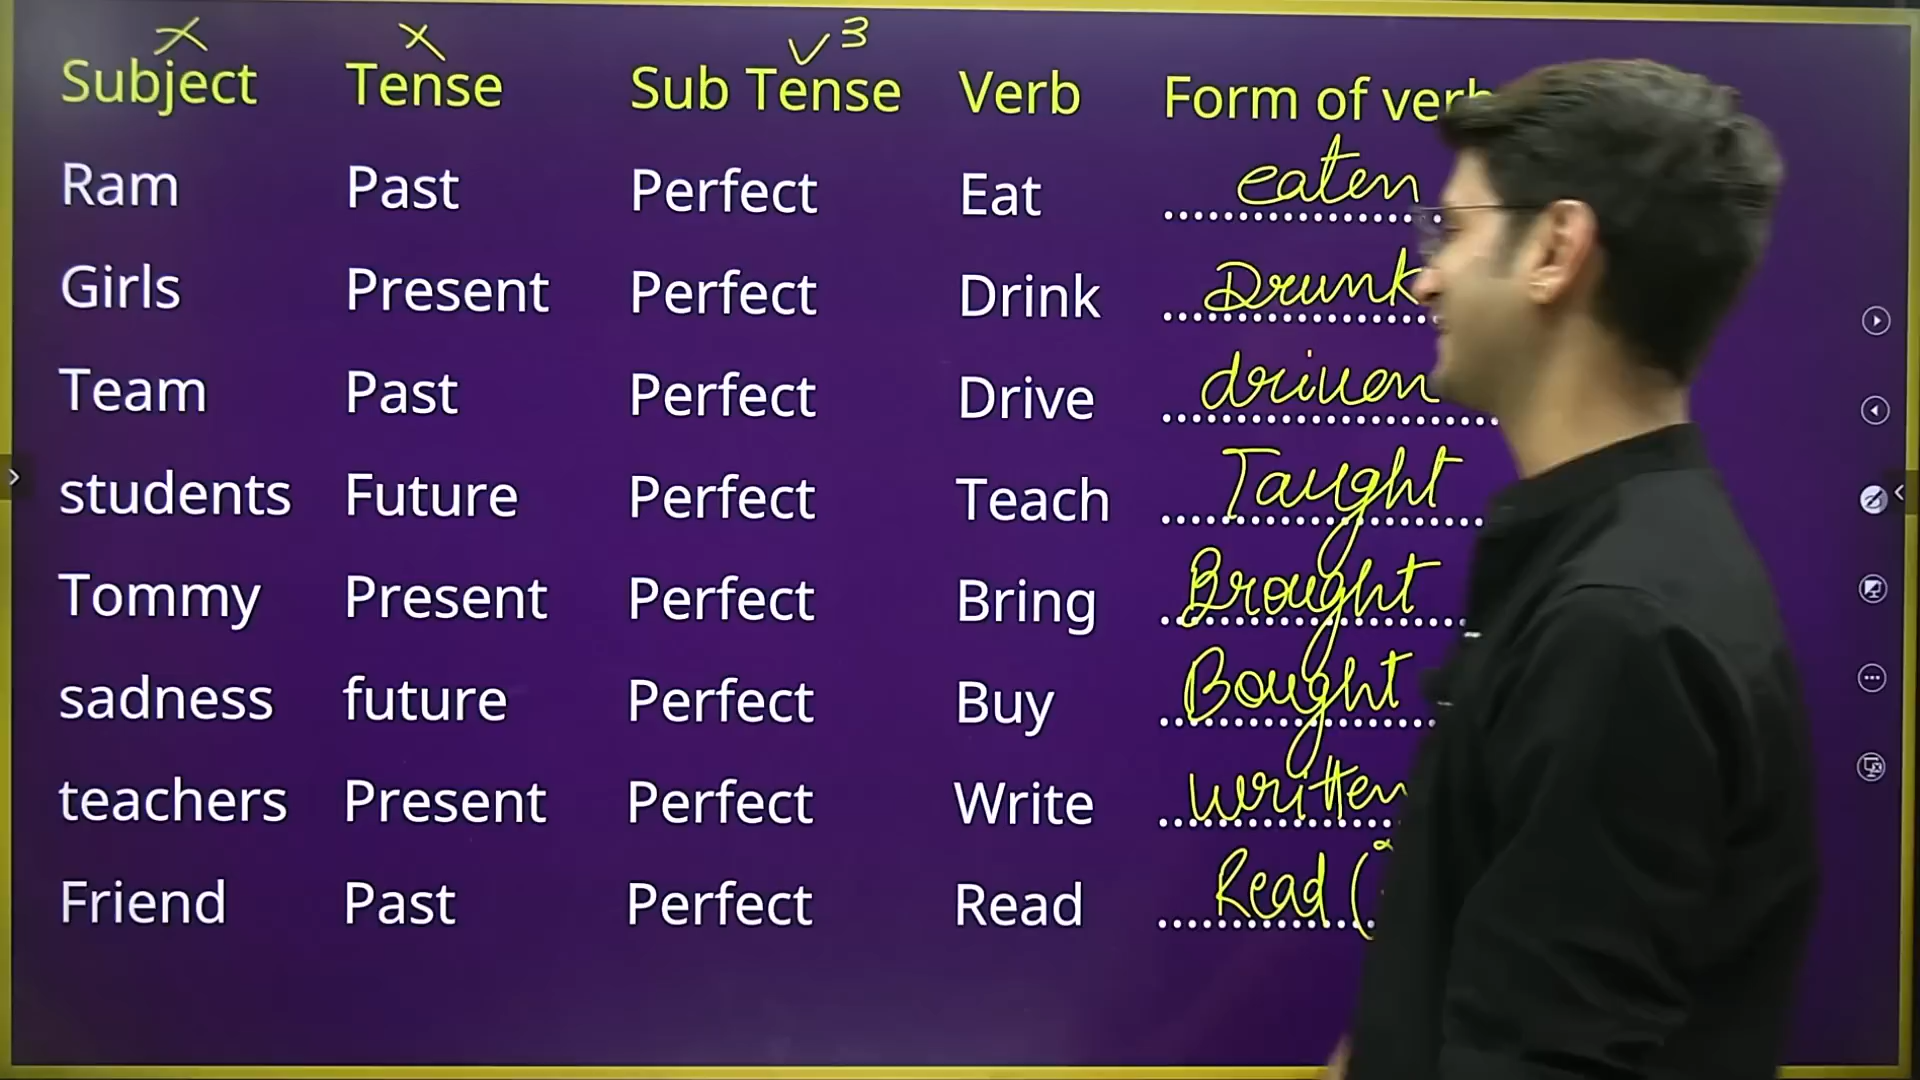 Subject Tense Sub Tense ✓3 Verb Form of verb
Ram Past Perfect Eat eaten
Girls Present Perfect Drink Drunk
Team Past Perfect Drive driven
students Future Perfect Teach Taught
Tommy Present Perfect Bring Brought
sadness future Perfect Buy Bought
teachers Present Perfect Write written
Friend Past Perfect Read Read (